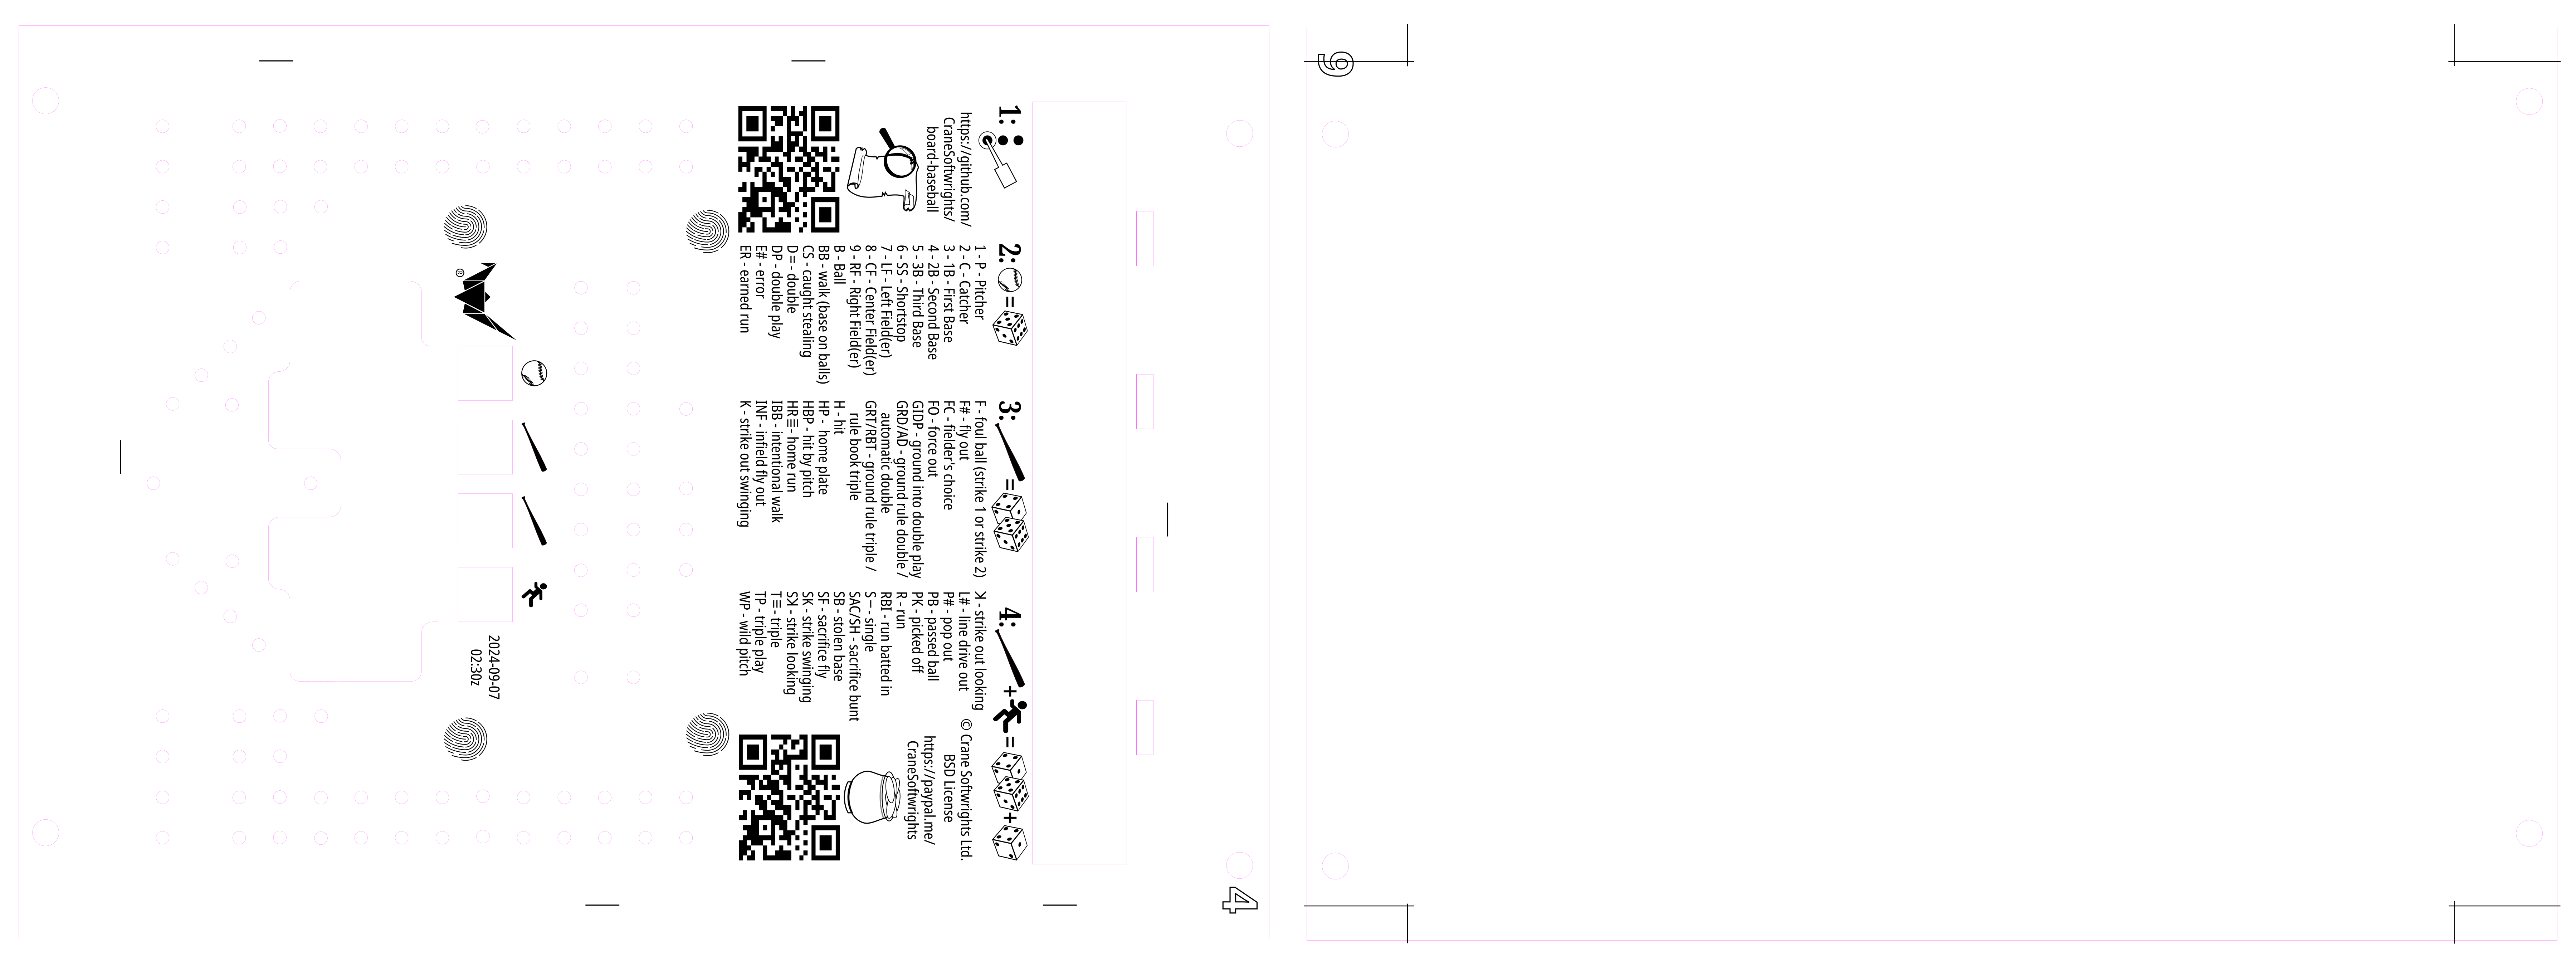 1:
https://github.com/
CraneSoftwrights/
board-baseball
2: =
1 - P - Pitcher
2 - C - Catcher
3 - 1B - First Base
4 - 2B - Second Base
5 - 3B - Third Base
6 - SS - Shortstop
7 - LF - Left Field(er)
8 - CF - Center Field(er)
9 - RF - Right Field(er)
B - Ball
BB - walk (base on balls)
CS - caught stealing
D= - double
DP - double play
E# - error
ER - earned run
3: =
F - foul ball (strike 1 or strike 2)
F# - fly out
FC - fielder's choice
FO - force out
GIDP - ground into double play
GRD/AD - ground rule double /
automatic double
GRT/RBT - ground rule triple /
rule book triple
H - hit
HP - home plate
HBP - hit by pitch
HR≣ - home run
IBB - intentional walk
INF - infield fly out
K - strike out swinging
4: + = +
ꓘ - strike out looking
L# - line drive out
P# - pop out
PB - passed ball
PK - picked off
R - run
RBI - run batted in
S− - single
SAC/SH - sacrifice bunt
SB - stolen base
SF - sacrifice fly
SK - strike swinging
Sꓘ - strike looking
T≡ - triple
TP - triple play
WP - wild pitch
© Crane Softwrights Ltd.
BSD License
https://paypal.me/
CraneSoftwrights
®
2024-09-07
02:30z
4
9